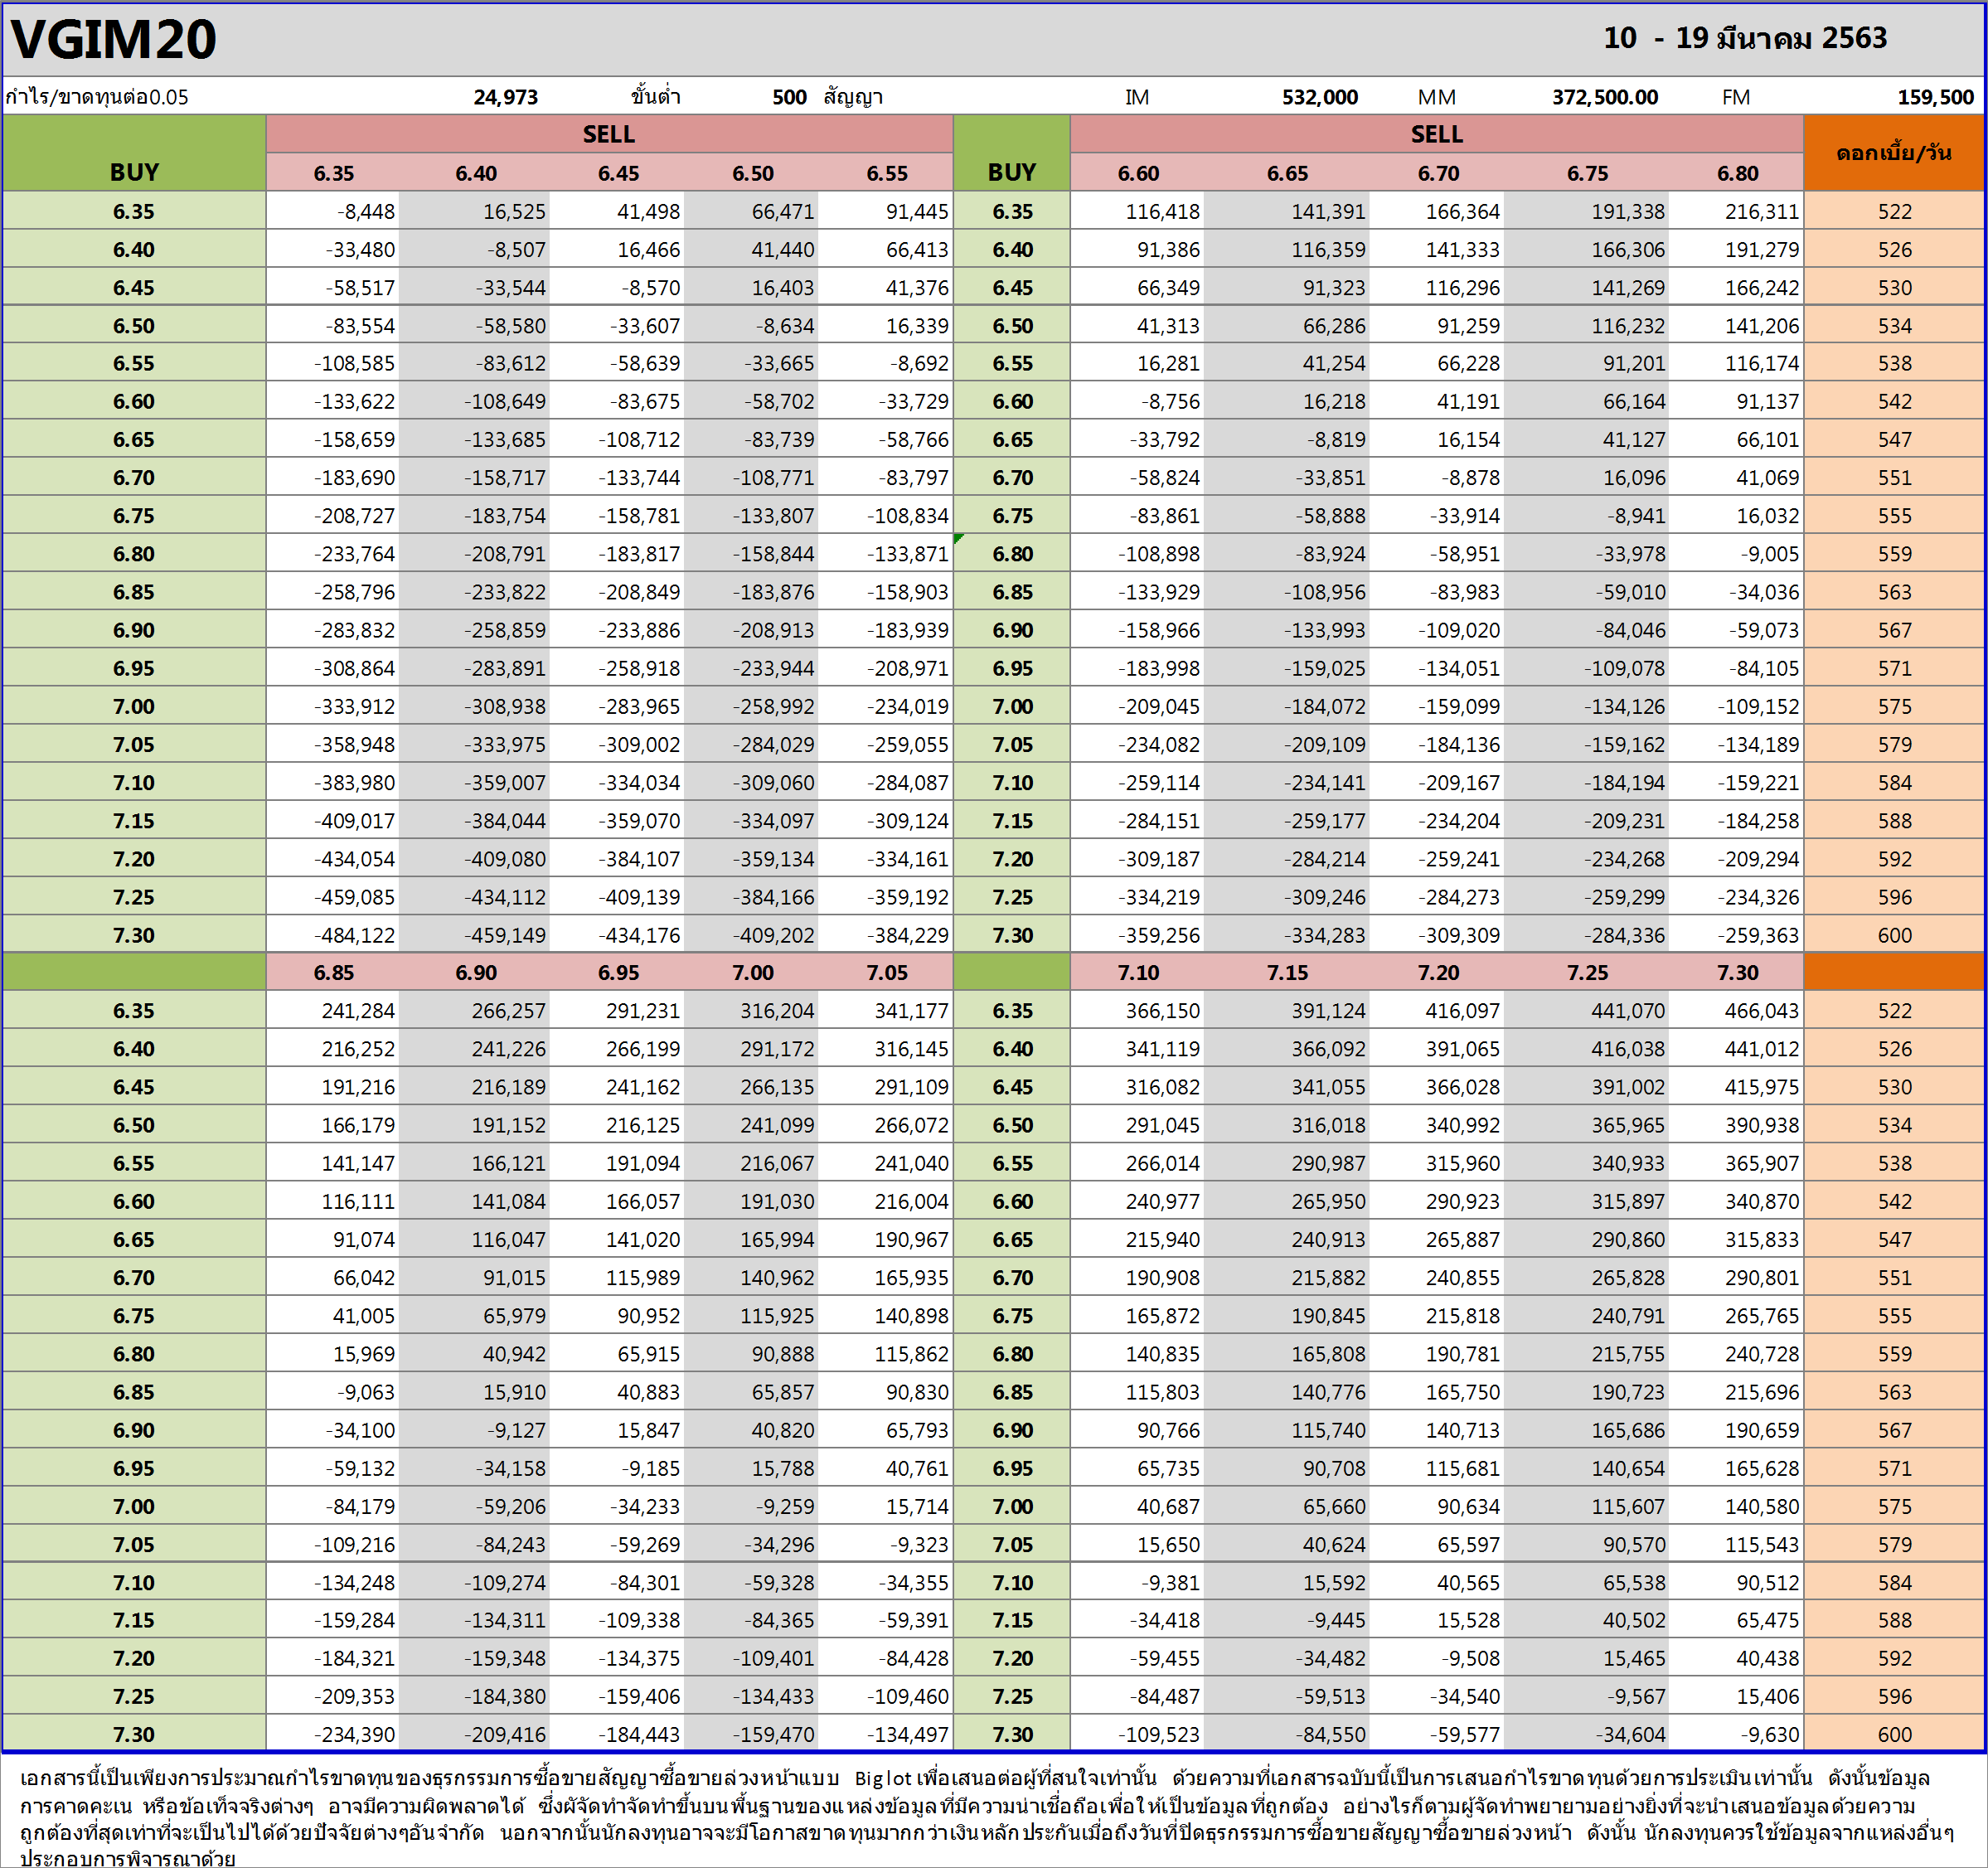 VGIM20 10 - 19 มีนาคม 2563
กำไร/ขาดทุนต่อ0.05 24,973 ขั้นต่ำ 500 สัญญา IM 532,000 MM 372,500.00 FM 159,500
BUY SELL BUY SELL ดอกเบี้ย/วัน
6.35 6.40 6.45 6.50 6.55 6.60 6.65 6.70 6.75 6.80
6.35 -8,448 16,525 41,498 66,471 91,445 6.35 116,418 141,391 166,364 191,338 216,311 522
6.40 -33,480 -8,507 16,466 41,440 66,413 6.40 91,386 116,359 141,333 166,306 191,279 526
6.45 -58,517 -33,544 -8,570 16,403 41,376 6.45 66,349 91,323 116,296 141,269 166,242 530
6.50 -83,554 -58,580 -33,607 -8,634 16,339 6.50 41,313 66,286 91,259 116,232 141,206 534
6.55 -108,585 -83,612 -58,639 -33,665 -8,692 6.55 16,281 41,254 66,228 91,201 116,174 538
6.60 -133,622 -108,649 -83,675 -58,702 -33,729 6.60 -8,756 16,218 41,191 66,164 91,137 542
6.65 -158,659 -133,685 -108,712 -83,739 -58,766 6.65 -33,792 -8,819 16,154 41,127 66,101 547
6.70 -183,690 -158,717 -133,744 -108,771 -83,797 6.70 -58,824 -33,851 -8,878 16,096 41,069 551
6.75 -208,727 -183,754 -158,781 -133,807 -108,834 6.75 -83,861 -58,888 -33,914 -8,941 16,032 555
6.80 -233,764 -208,791 -183,817 -158,844 -133,871 6.80 -108,898 -83,924 -58,951 -33,978 -9,005 559
6.85 -258,796 -233,822 -208,849 -183,876 -158,903 6.85 -133,929 -108,956 -83,983 -59,010 -34,036 563
6.90 -283,832 -258,859 -233,886 -208,913 -183,939 6.90 -158,966 -133,993 -109,020 -84,046 -59,073 567
6.95 -308,864 -283,891 -258,918 -233,944 -208,971 6.95 -183,998 -159,025 -134,051 -109,078 -84,105 571
7.00 -333,912 -308,938 -283,965 -258,992 -234,019 7.00 -209,045 -184,072 -159,099 -134,126 -109,152 575
7.05 -358,948 -333,975 -309,002 -284,029 -259,055 7.05 -234,082 -209,109 -184,136 -159,162 -134,189 579
7.10 -383,980 -359,007 -334,034 -309,060 -284,087 7.10 -259,114 -234,141 -209,167 -184,194 -159,221 584
7.15 -409,017 -384,044 -359,070 -334,097 -309,124 7.15 -284,151 -259,177 -234,204 -209,231 -184,258 588
7.20 -434,054 -409,080 -384,107 -359,134 -334,161 7.20 -309,187 -284,214 -259,241 -234,268 -209,294 592
7.25 -459,085 -434,112 -409,139 -384,166 -359,192 7.25 -334,219 -309,246 -284,273 -259,299 -234,326 596
7.30 -484,122 -459,149 -434,176 -409,202 -384,229 7.30 -359,256 -334,283 -309,309 -284,336 -259,363 600
6.85 6.90 6.95 7.00 7.05 7.10 7.15 7.20 7.25 7.30
6.35 241,284 266,257 291,231 316,204 341,177 6.35 366,150 391,124 416,097 441,070 466,043 522
6.40 216,252 241,226 266,199 291,172 316,145 6.40 341,119 366,092 391,065 416,038 441,012 526
6.45 191,216 216,189 241,162 266,135 291,109 6.45 316,082 341,055 366,028 391,002 415,975 530
6.50 166,179 191,152 216,125 241,099 266,072 6.50 291,045 316,018 340,992 365,965 390,938 534
6.55 141,147 166,121 191,094 216,067 241,040 6.55 266,014 290,987 315,960 340,933 365,907 538
6.60 116,111 141,084 166,057 191,030 216,004 6.60 240,977 265,950 290,923 315,897 340,870 542
6.65 91,074 116,047 141,020 165,994 190,967 6.65 215,940 240,913 265,887 290,860 315,833 547
6.70 66,042 91,015 115,989 140,962 165,935 6.70 190,908 215,882 240,855 265,828 290,801 551
6.75 41,005 65,979 90,952 115,925 140,898 6.75 165,872 190,845 215,818 240,791 265,765 555
6.80 15,969 40,942 65,915 90,888 115,862 6.80 140,835 165,808 190,781 215,755 240,728 559
6.85 -9,063 15,910 40,883 65,857 90,830 6.85 115,803 140,776 165,750 190,723 215,696 563
6.90 -34,100 -9,127 15,847 40,820 65,793 6.90 90,766 115,740 140,713 165,686 190,659 567
6.95 -59,132 -34,158 -9,185 15,788 40,761 6.95 65,735 90,708 115,681 140,654 165,628 571
7.00 -84,179 -59,206 -34,233 -9,259 15,714 7.00 40,687 65,660 90,634 115,607 140,580 575
7.05 -109,216 -84,243 -59,269 -34,296 -9,323 7.05 15,650 40,624 65,597 90,570 115,543 579
7.10 -134,248 -109,274 -84,301 -59,328 -34,355 7.10 -9,381 15,592 40,565 65,538 90,512 584
7.15 -159,284 -134,311 -109,338 -84,365 -59,391 7.15 -34,418 -9,445 15,528 40,502 65,475 588
7.20 -184,321 -159,348 -134,375 -109,401 -84,428 7.20 -59,455 -34,482 -9,508 15,465 40,438 592
7.25 -209,353 -184,380 -159,406 -134,433 -109,460 7.25 -84,487 -59,513 -34,540 -9,567 15,406 596
7.30 -234,390 -209,416 -184,443 -159,470 -134,497 7.30 -109,523 -84,550 -59,577 -34,604 -9,630 600
เอกสารนี้เป็นเพียงการประมาณกำไรขาดทุนของธุรกรรมการซื้อขายสัญญาซื้อขายล่วงหน้าแบบ Big lot เพื่อเสนอต่อผู้ที่สนใจเท่านั้น ด้วยความที่เอกสารฉบับนี้เป็นการเสนอกำไรขาดทุนด้วยการประเมินเท่านั้น ดังนั้นข้อมูล
การคาดคะเน หรือข้อเท็จจริงต่างๆ อาจมีความผิดพลาดได้ ซึ่งผัจัดทำจัดทำขึ้นบนพื้นฐานของแหล่งข้อมูลที่มีความน่าเชื่อถือเพื่อให้เป็นข้อมูลที่ถูกต้อง อย่างไรก็ตามผู้จัดทำพยายามอย่างยิ่งที่จะนำเสนอข้อมูลด้วยความ
ถูกต้องที่สุดเท่าที่จะเป็นไปได้ด้วยปัจจัยต่างๆอันจำกัด นอกจากนั้นนักลงทุนอาจจะมีโอกาสขาดทุนมากกว่าเงินหลักประกันเมื่อถึงวันที่ปิดธุรกรรมการซื้อขายสัญญาซื้อขายล่วงหน้า ดังนั้น นักลงทุนควรใช้ข้อมูลจากแหล่งอื่นๆ
ประกอบการพิจารณาด้วย